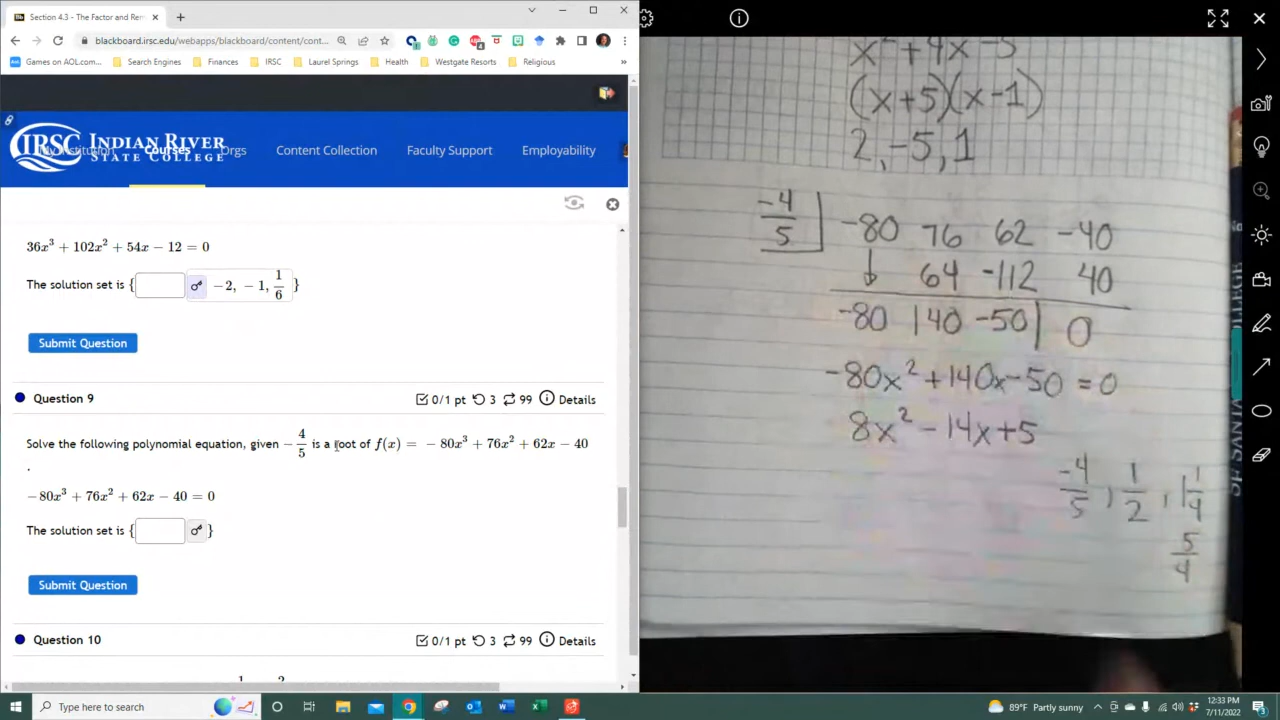 Section 4.3 - The Factor and Rem
blackboard.irsc.edu/webapps/blackboard/content/cont...
Games on AOL.com... Search Engines Finances IRSC Laurel Springs Health Westgate Resorts Religious
IRSC INDIAN RIVER STATE COLLEGE
Courses Orgs Content Collection Faculty Support Employability
36x³ + 102x² + 54x − 12 = 0
The solution set is { −2, −1, 1/6 }
Submit Question
Question 9 0/1 pt 3 99 Details
Solve the following polynomial equation, given −4/5 is a root of f(x) = −80x³ + 76x² + 62x − 40
.
−80x³ + 76x² + 62x − 40 = 0
The solution set is { }
Submit Question
Question 10 0/1 pt 3 99 Details
x² + 4x − 5
(x+5)(x−1)
2, −5, 1
−4/5 | −80 76 62 −40
↓ 64 −112 40
−80 140 −50 | 0
−80x² + 140x − 50 = 0
8x² − 14x + 5
−4/5, 1/2, 1 1/4
5/4
Type here to search
89°F Partly sunny
12:33 PM
7/11/2022